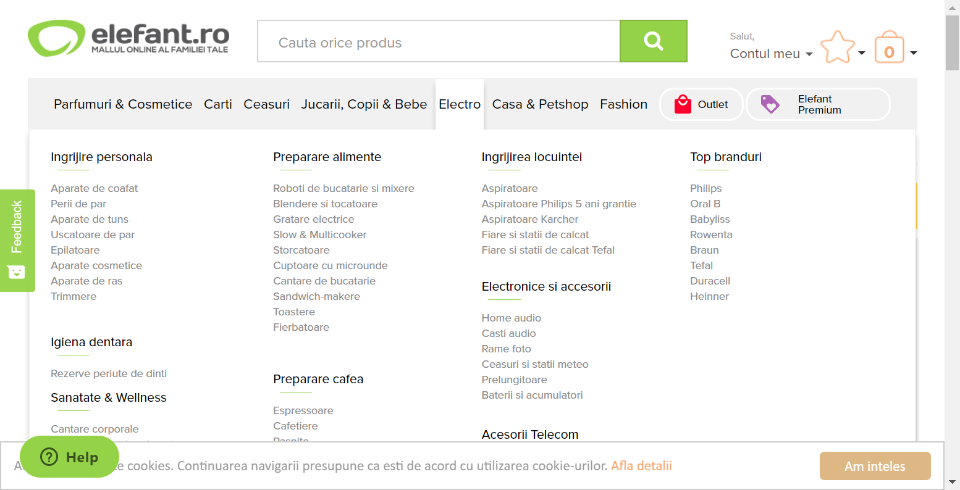 elefant.ro
MALLUL ONLINE AL FAMILIEI TALE
Cauta orice produs
Salut,
Contul meu
0
Parfumuri & Cosmetice
Carti
Ceasuri
Jucarii, Copii & Bebe
Electro
Casa & Petshop
Fashion
Outlet
Elefant
Premium
Ingrijire personala
Aparate de coafat
Perii de par
Aparate de tuns
Uscatoare de par
Epilatoare
Aparate cosmetice
Aparate de ras
Trimmere
Igiena dentara
Rezerve periute de dinti
Sanatate & Wellness
Cantare corporale
Preparare alimente
Roboti de bucatarie si mixere
Blendere si tocatoare
Gratare electrice
Slow & Multicooker
Storcatoare
Cuptoare cu microunde
Cantare de bucatarie
Sandwich-makere
Toastere
Fierbatoare
Preparare cafea
Espressoare
Cafetiere
Ingrijirea locuintei
Aspiratoare
Aspiratoare Philips 5 ani grantie
Aspiratoare Karcher
Fiare si statii de calcat
Fiare si statii de calcat Tefal
Electronice si accesorii
Home audio
Casti audio
Rame foto
Ceasuri si statii meteo
Prelungitoare
Baterii si acumulatori
Acesorii Telecom
Top branduri
Philips
Oral B
Babyliss
Rowenta
Braun
Tefal
Duracell
Heinner
Feedback
Help
cookies. Continuarea navigarii presupune ca esti de acord cu utilizarea cookie-urilor. Afla detalii
Am inteles